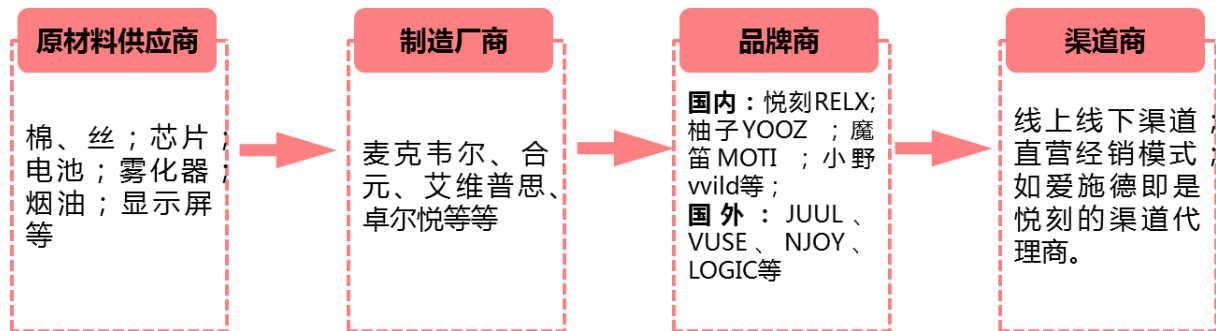 原材料供应商
棉、丝；芯片；
电池；雾化器；
烟油；显示屏
等
制造厂商
麦克韦尔、合
元、艾维普思、
卓尔悦等等
品牌商
国内：悦刻RELX;
柚子YOOZ ；魔
笛MOTI ；小野
vvild等；
国外：JUUL、
VUSE、NJOY、
LOGIC等
渠道商
线上线下渠道；
直营经销模式；
如爱施德即是
悦刻的渠道代
理商。